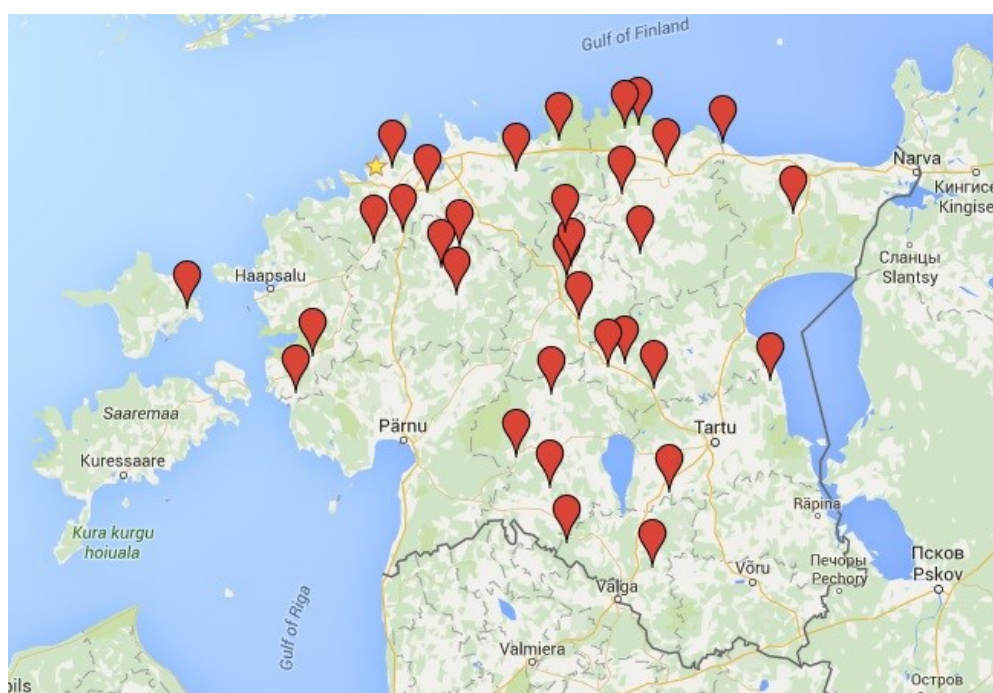 Gulf of Finland
Narva
Кингисе
Kingise
Сланцы
Slantsy
Haapsalu
Saaremaa
Pärnu
Tartu
Kuressaare
Räpina
Kura kurgu
hoiuala
Печоры
Pechory
Псков
Pskov
Võru
Valga
Gulf of Riga
Valmiera
Остров
oils